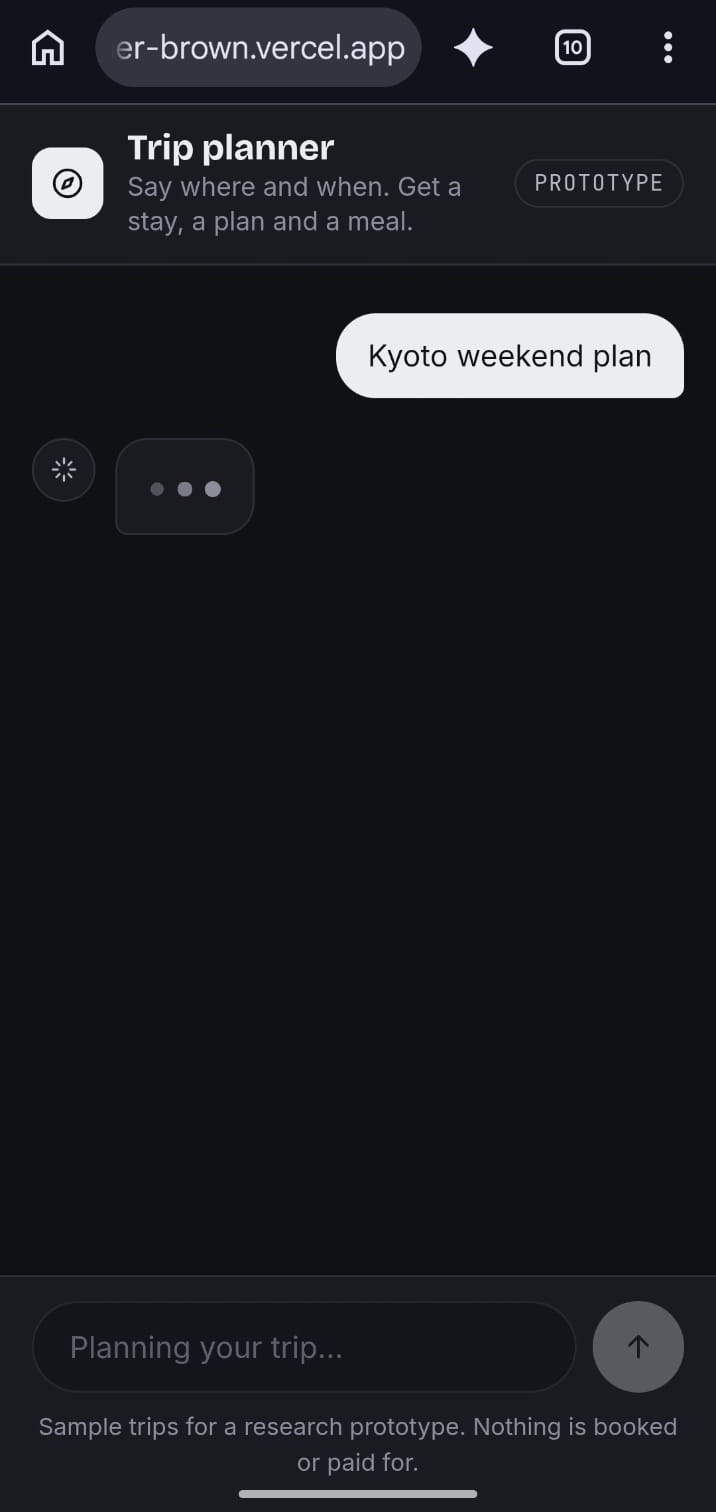 er-brown.vercel.app
10
Trip planner
Say where and when. Get a
stay, a plan and a meal.
PROTOTYPE
Kyoto weekend plan
Planning your trip...
Sample trips for a research prototype. Nothing is booked
or paid for.